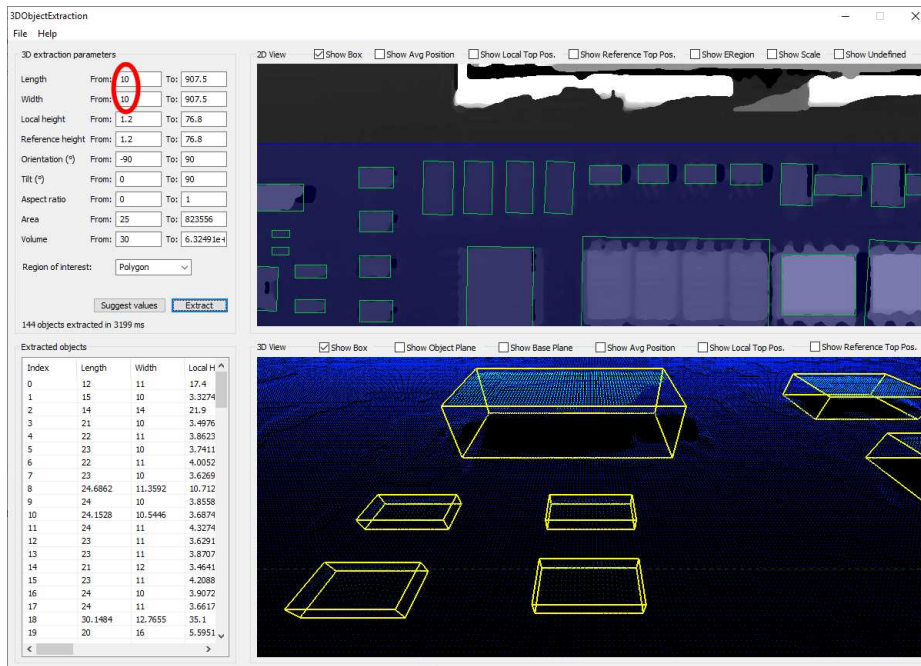 3DObjectExtraction
File Help
3D extraction parameters
Length From: 10 To: 907.5
Width From: 10 To: 907.5
Local height From: 1.2 To: 76.8
Reference height From: 1.2 To: 76.8
Orientation (°) From: -90 To: 90
Tilt (°) From: 0 To: 90
Aspect ratio From: 0 To: 1
Area From: 25 To: 823556
Volume From: 30 To: 6.32491e+
Region of interest: Polygon
Suggest values Extract
144 objects extracted in 3199 ms
2D View Show Box Show Avg Position Show Local Top Pos. Show Reference Top Pos. Show ERegion Show Scale Show Undefined
Extracted objects
Index Length Width Local H
0 12 11 17.4
1 15 10 3.3274
2 14 14 21.9
3 21 10 3.4976
4 22 11 3.8623
5 23 10 3.7411
6 22 11 4.0052
7 23 10 3.6269
8 24.6862 11.3592 10.712
9 24 10 3.8558
10 24.1528 10.5446 3.6874
11 24 11 4.3274
12 23 11 3.6291
13 23 11 3.8707
14 21 12 3.4641
15 23 11 4.2088
16 24 10 3.9072
17 24 11 3.6617
18 30.1484 12.7655 35.1
19 20 16 5.5951
3D View Show Box Show Object Plane Show Base Plane Show Avg Position Show Local Top Pos. Show Reference Top Pos.